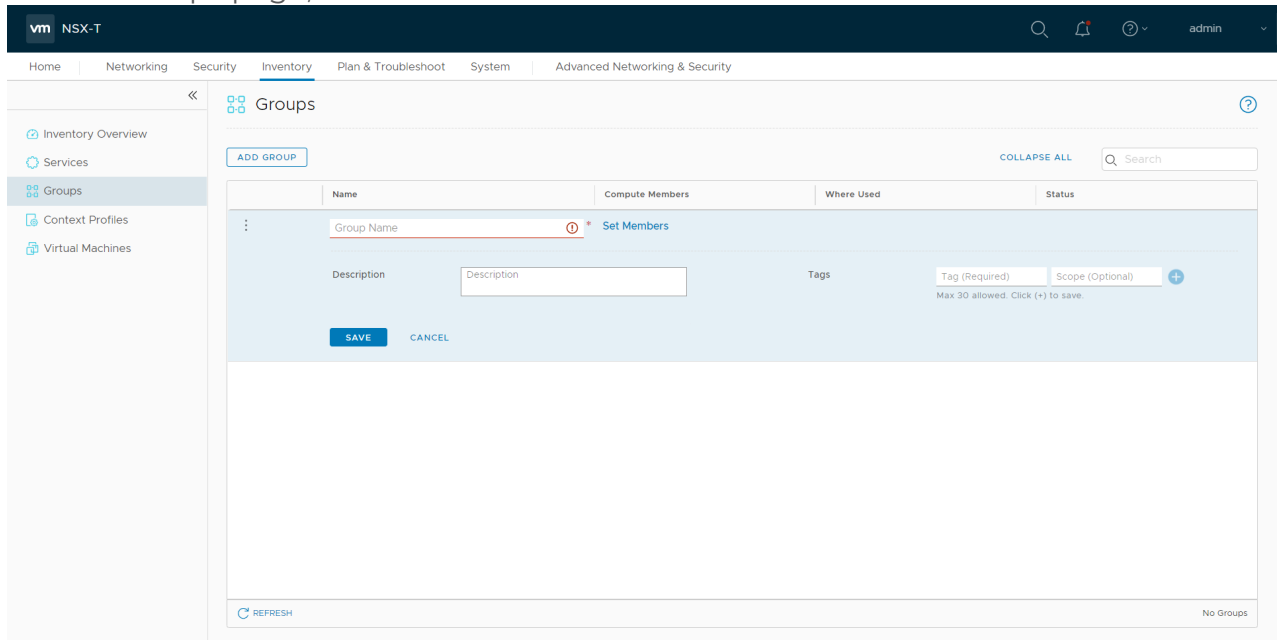 vm NSX-T admin
Home Networking Security Inventory Plan & Troubleshoot System Advanced Networking & Security
Groups
Inventory Overview
Services
Groups
Context Profiles
Virtual Machines
ADD GROUP COLLAPSE ALL Search
Name Compute Members Where Used Status
Group Name * Set Members
Description Description Tags Tag (Required) Scope (Optional)
Max 30 allowed. Click (+) to save.
SAVE CANCEL
REFRESH No Groups